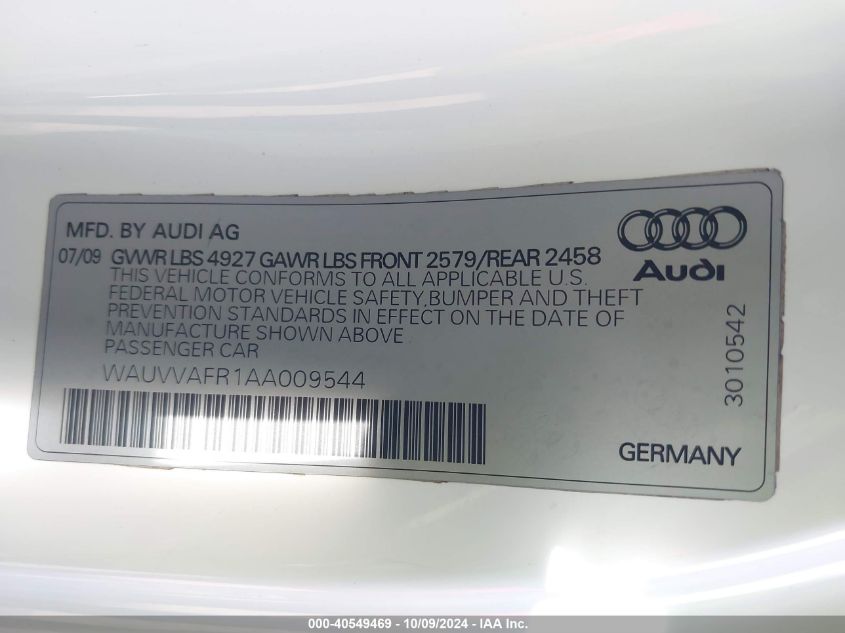 MFD. BY AUDI AG
07/09 GVWR LBS 4927 GAWR LBS FRONT 2579/REAR 2458
THIS VEHICLE CONFORMS TO ALL APPLICABLE U.S.
FEDERAL MOTOR VEHICLE SAFETY,BUMPER AND THEFT
PREVENTION STANDARDS IN EFFECT ON THE DATE OF
MANUFACTURE SHOWN ABOVE
PASSENGER CAR
WAUVVAFR1AA009544
Audi
3010542
GERMANY
000-40549469 - 10/09/2024 - IAA Inc.